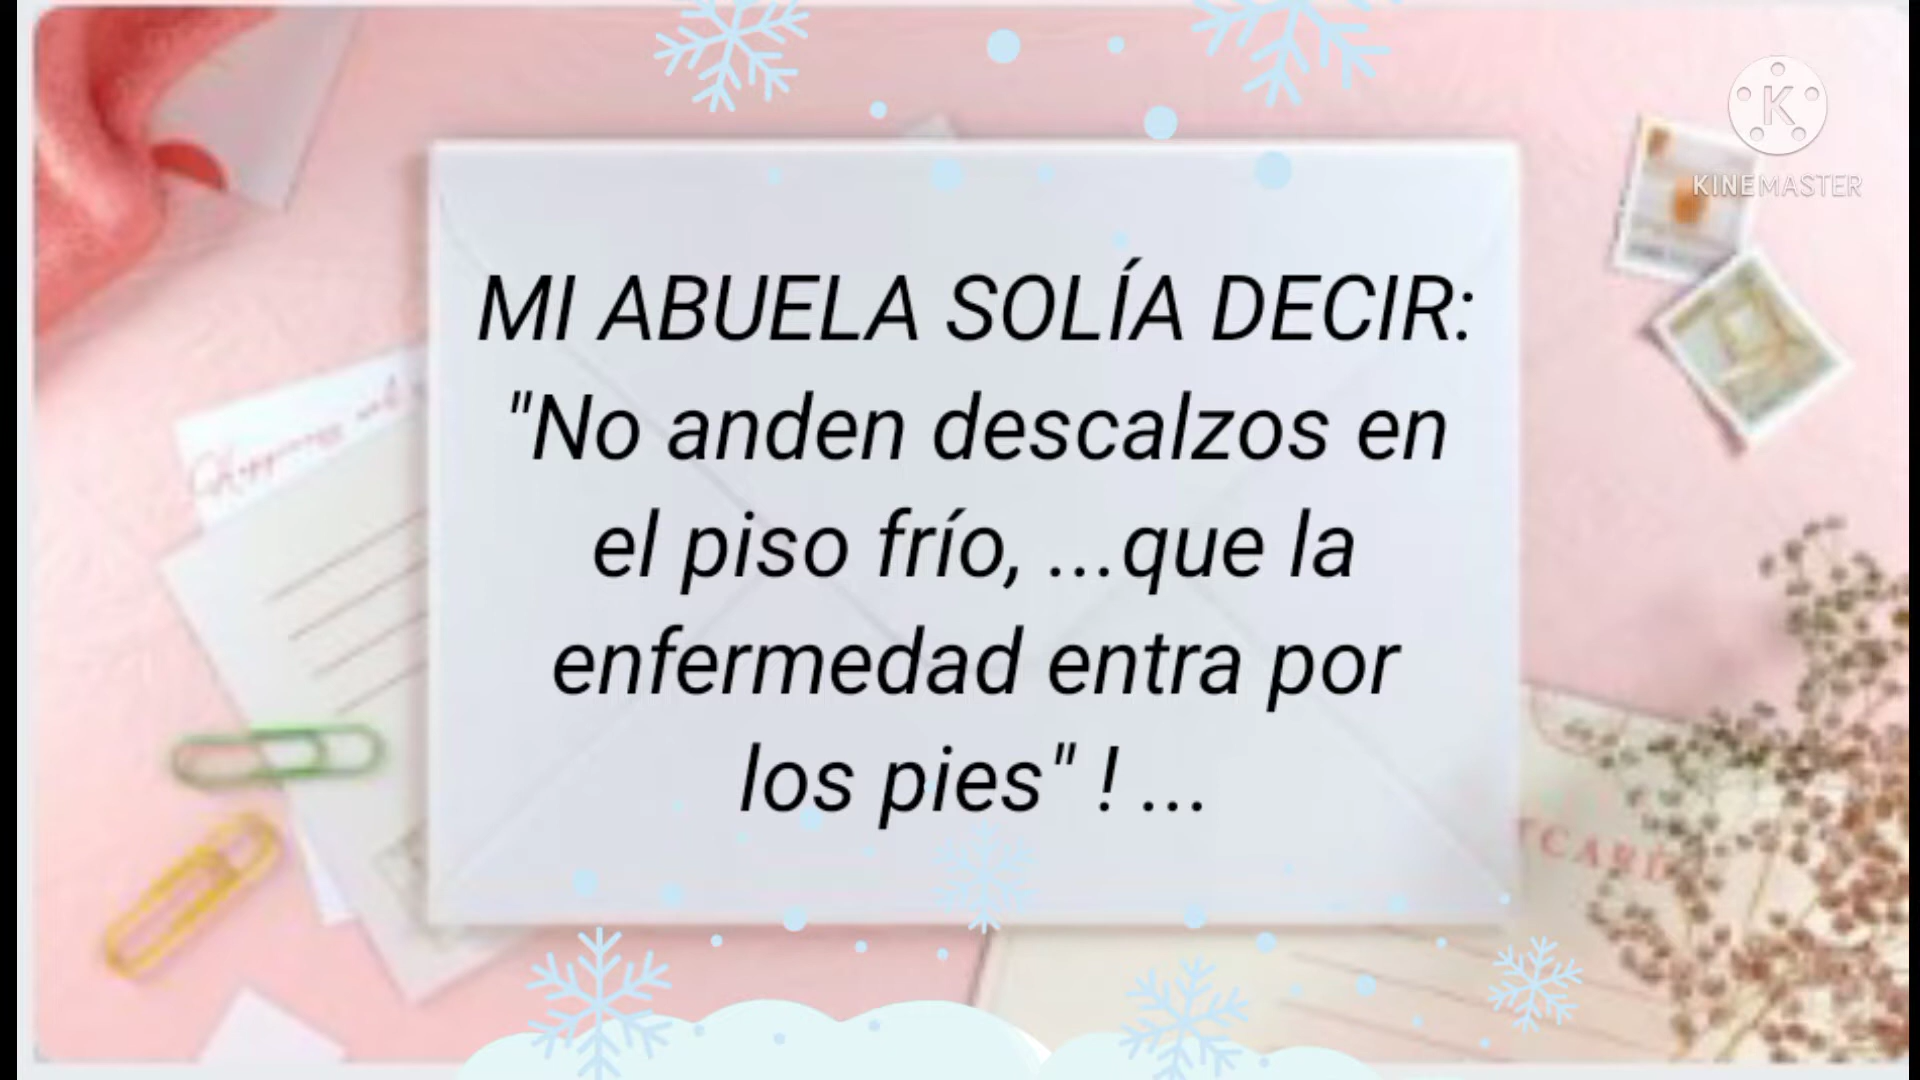 KINEMASTER
MI ABUELA SOLÍA DECIR:
"No anden descalzos en
el piso frío, ...que la
enfermedad entra por
los pies" ! ...